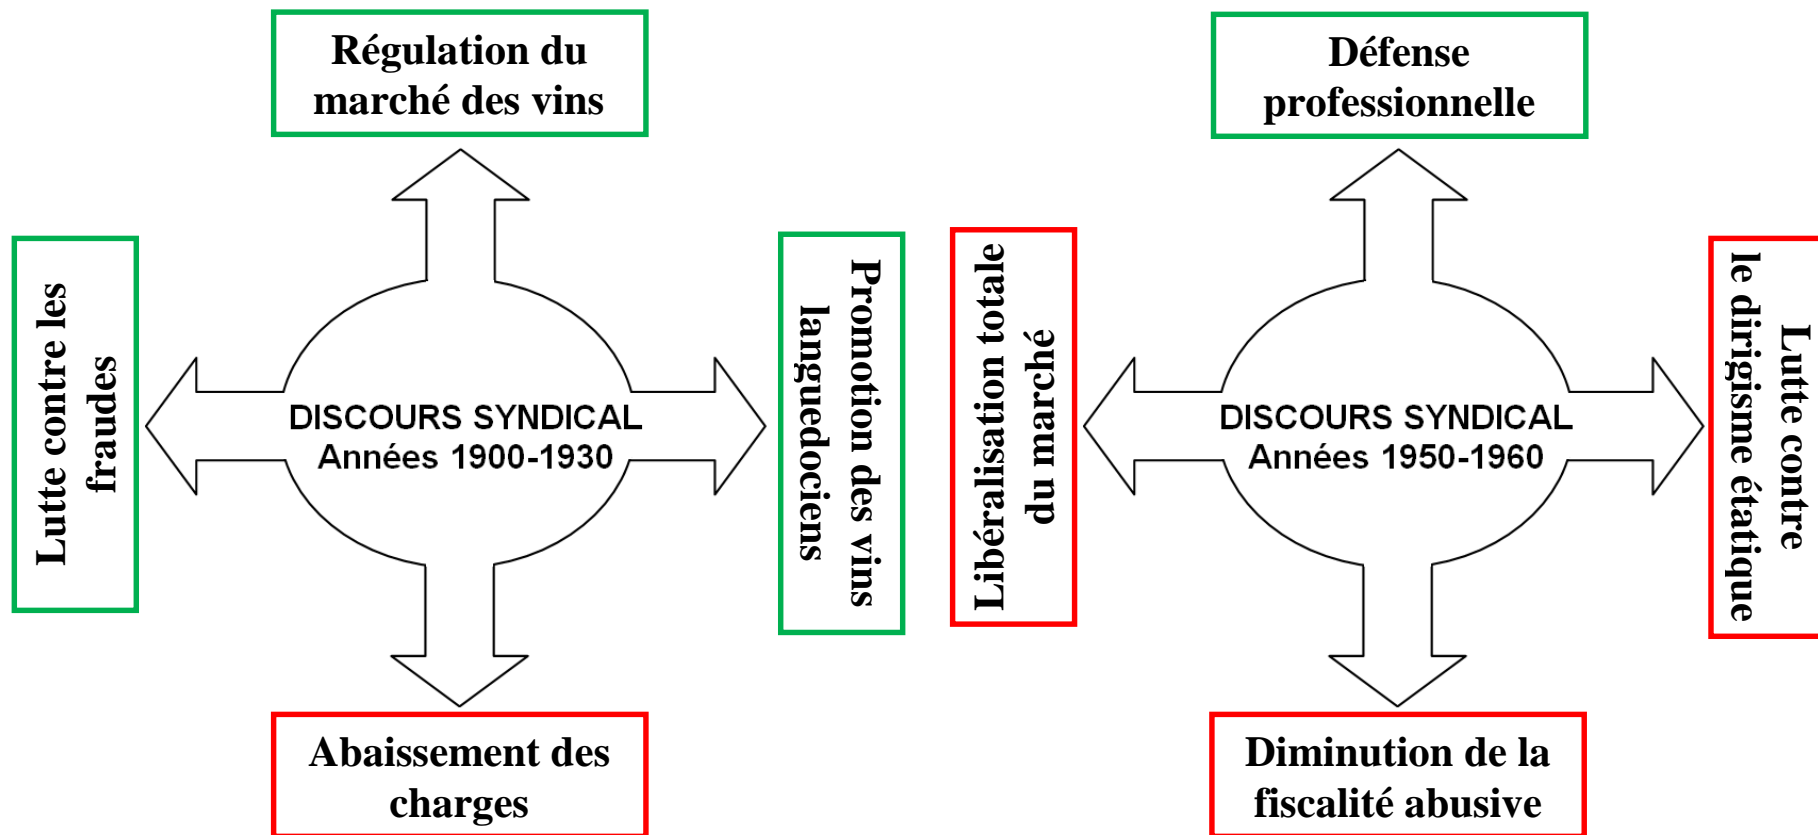 Régulation du
marché des vins
Lutte contre les
fraudes
DISCOURS SYNDICAL
Années 1900-1930
Promotion des vins
languedociens
Abaissement des
charges
Défense
professionnelle
Libéralisation totale
du marché
DISCOURS SYNDICAL
Années 1950-1960
Lutte contre
le dirigisme étatique
Diminution de la
fiscalité abusive